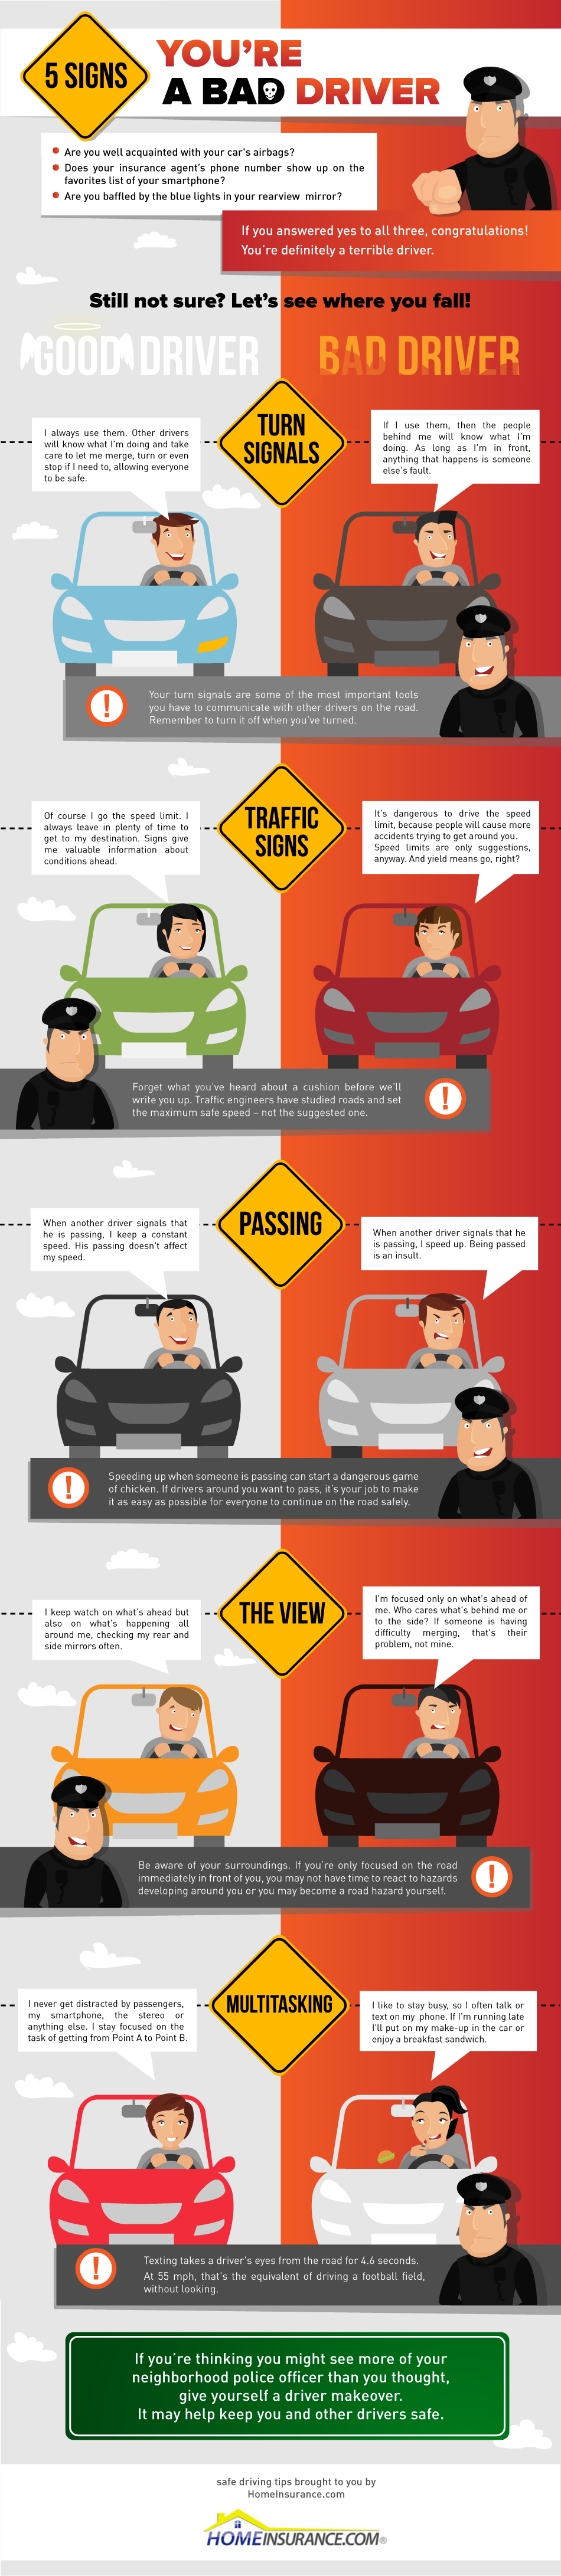 5 SIGNS
YOU'RE
A BAD DRIVER
Are you well acquainted with your car's airbags?
Does your insurance agent's phone number show up on the
favorites list of your smartphone?
Are you baffled by the blue lights in your rearview mirror?
If you answered yes to all three, congratulations!
You're definitely a terrible driver.
Still not sure? Let's see where you fall!
GOOD DRIVER
BAD DRIVER
TURN
SIGNALS
I always use them. Other drivers
will know what I'm doing and take
care to let me merge, turn or even
stop if I need to, allowing everyone
to be safe.
If I use them, then the people
behind me will know what I'm
doing. As long as I'm in front,
anything that happens is someone
else's fault.
!
Your turn signals are some of the most important tools
you have to communicate with other drivers on the road.
Remember to turn it off when you've turned.
TRAFFIC
SIGNS
Of course I go the speed limit. I
always leave in plenty of time to
get to my destination. Signs give
me valuable information about
conditions ahead.
It's dangerous to drive the speed
limit, because people will cause more
accidents trying to get around you.
Speed limits are only suggestions,
anyway. And yield means go, right?
Forget what you've heard about a cushion before we'll
write you up. Traffic engineers have studied roads and set
the maximum safe speed – not the suggested one.
!
PASSING
When another driver signals that
he is passing, I keep a constant
speed. His passing doesn't affect
my speed.
When another driver signals that he
is passing, I speed up. Being passed
is an insult.
!
Speeding up when someone is passing can start a dangerous game
of chicken. If drivers around you want to pass, it's your job to make
it as easy as possible for everyone to continue on the road safely.
THE VIEW
I keep watch on what's ahead but
also on what's happening all
around me, checking my rear and
side mirrors often.
I'm focused only on what's ahead of
me. Who cares what's behind me or
to the side? If someone is having
difficulty merging, that's their
problem, not mine.
Be aware of your surroundings. If you're only focused on the road
immediately in front of you, you may not have time to react to hazards
developing around you or you may become a road hazard yourself.
!
MULTITASKING
I never get distracted by passengers,
my smartphone, the stereo or
anything else. I stay focused on the
task of getting from Point A to Point B.
I like to stay busy, so I often talk or
text on my phone. If I'm running late
I'll put on my make-up in the car or
enjoy a breakfast sandwich.
!
Texting takes a driver's eyes from the road for 4.6 seconds.
At 55 mph, that's the equivalent of driving a football field,
without looking.
If you're thinking you might see more of your
neighborhood police officer than you thought,
give yourself a driver makeover.
It may help keep you and other drivers safe.
safe driving tips brought to you by
HomeInsurance.com
HOMEINSURANCE.COM®